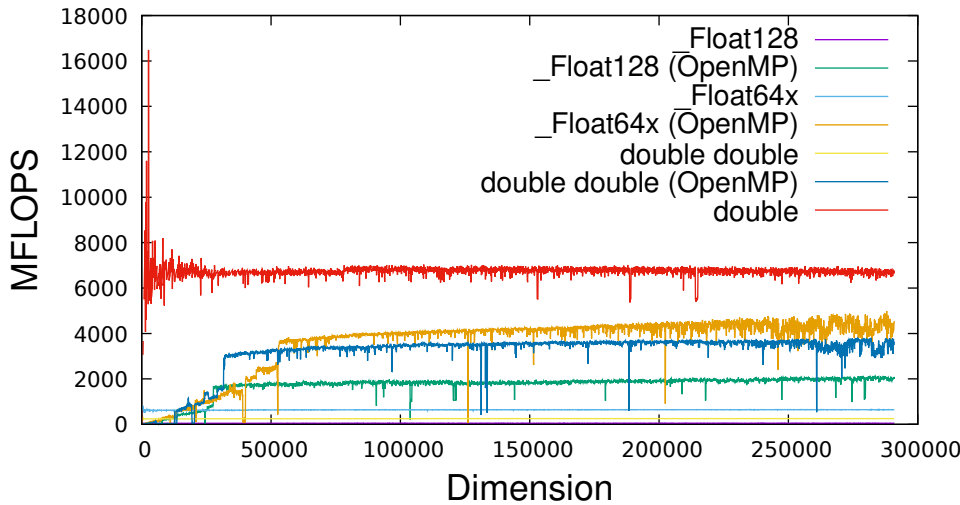 18000
16000
14000
12000
10000
8000
6000
4000
2000
0
MFLOPS
_Float128
_Float128 (OpenMP)
_Float64x
_Float64x (OpenMP)
double double
double double (OpenMP)
double
0 50000 100000 150000 200000 250000 300000
Dimension